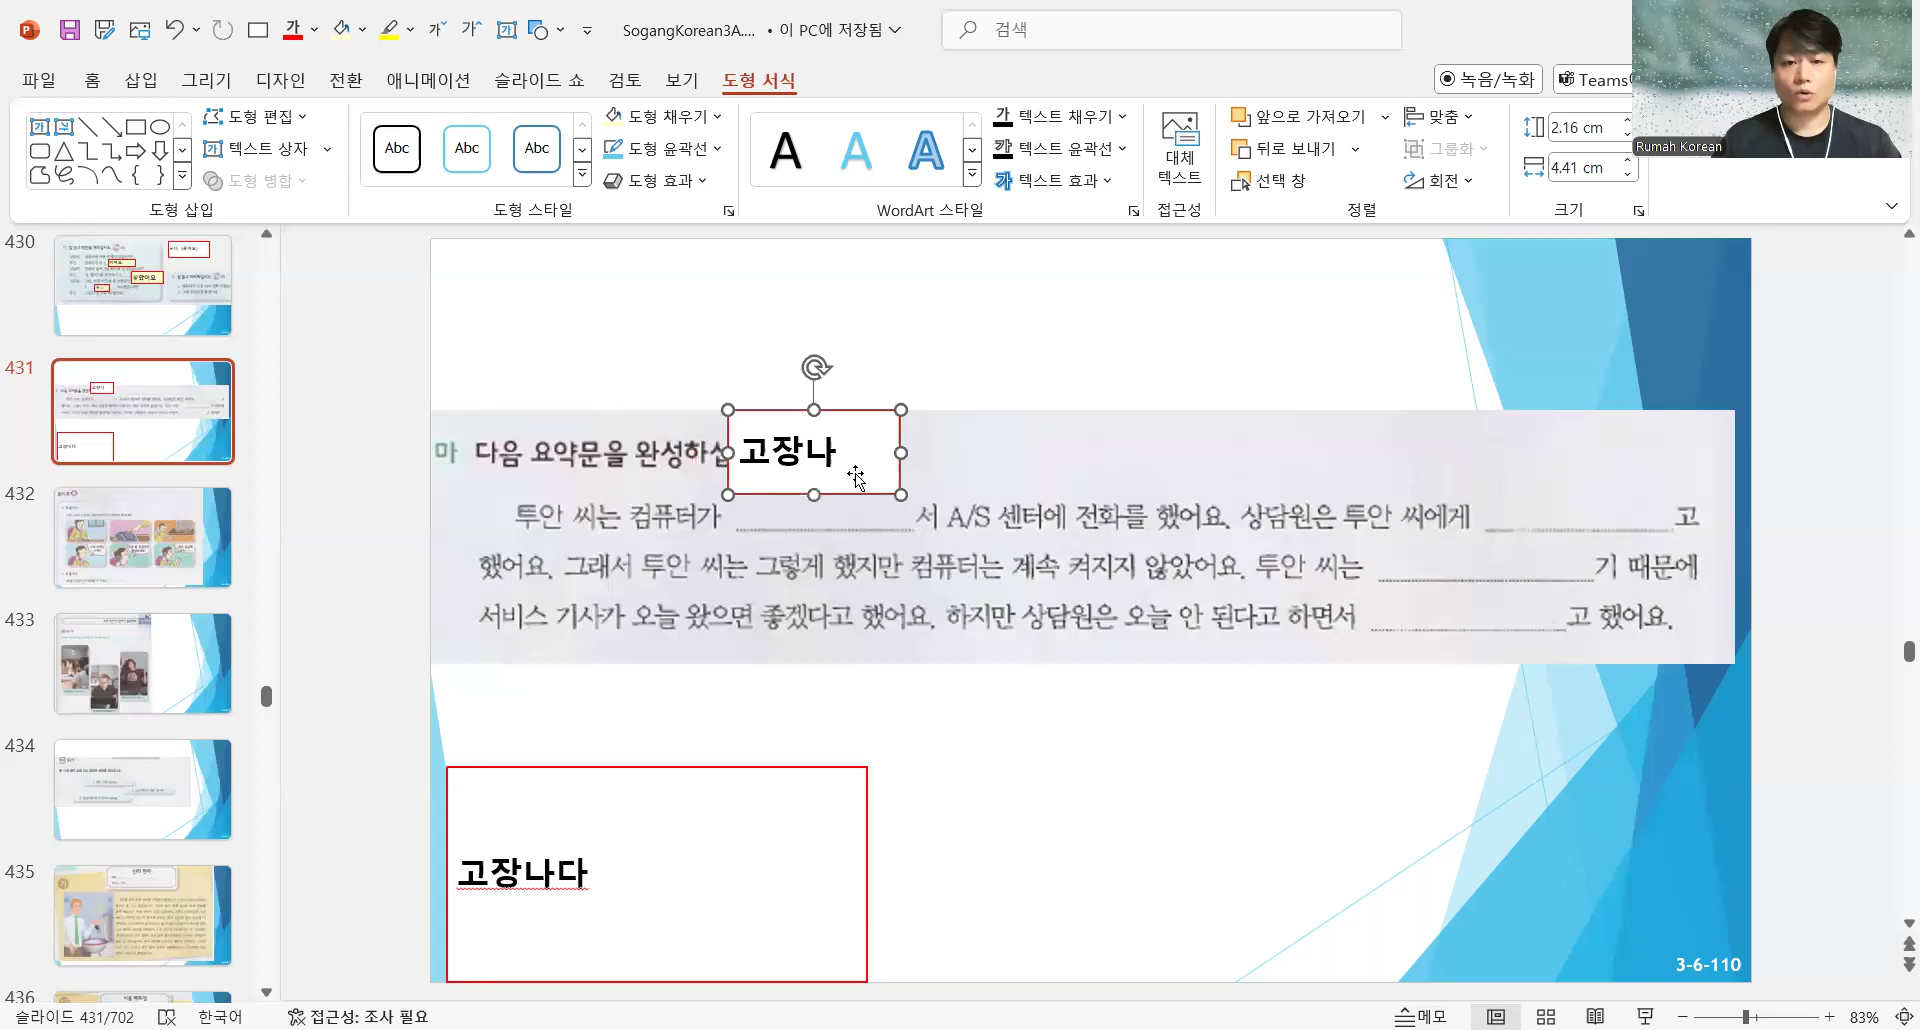 SogangKorean3A.... • 이 PC에 저장됨
검색
파일 홈 삽입 그리기 디자인 전환 애니메이션 슬라이드 쇼 검토 보기 도형 서식
녹음/녹화 Teams
도형 편집
텍스트 상자
도형 병합
도형 삽입
Abc Abc Abc
도형 채우기
도형 윤곽선
도형 효과
도형 스타일
A A A
텍스트 채우기
텍스트 윤곽선
텍스트 효과
WordArt 스타일
대체
텍스트
접근성
앞으로 가져오기
뒤로 보내기
선택 창
맞춤
그룹화
회전
정렬
2.16 cm
4.41 cm
크기
Rumah Korean
430
431
432
433
434
435
436
마 다음 요약문을 완성하십
고장나
투안 씨는 컴퓨터가 서 A/S 센터에 전화를 했어요. 상담원은 투안 씨에게 고
했어요. 그래서 투안 씨는 그렇게 했지만 컴퓨터는 계속 켜지지 않았어요. 투안 씨는 기 때문에
서비스 기사가 오늘 왔으면 좋겠다고 했어요. 하지만 상담원은 오늘 안 된다고 하면서 고 했어요.
고장나다
3-6-110
슬라이드 431/702 한국어 접근성: 조사 필요 메모 83%